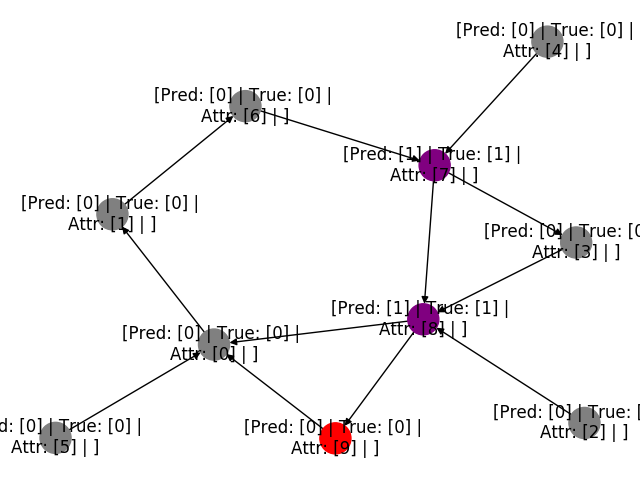 [Pred: [0] | True: [0] |
Attr: [4] | ]
[Pred: [0] | True: [0] |
Attr: [6] | ]
[Pred: [1] | True: [1] |
Attr: [7] | ]
[Pred: [0] | True: [0] |
Attr: [1] | ]
[Pred: [0] | True: [0
Attr: [3] | ]
[Pred: [1] | True: [1] |
Attr: [8] | ]
[Pred: [0] | True: [0] |
Attr: [0] | ]
[Pred: [0] | True: [
Attr: [2] | ]
d: [0] | True: [0] |
Attr: [5] | ]
[Pred: [0] | True: [0] |
Attr: [9] | ]